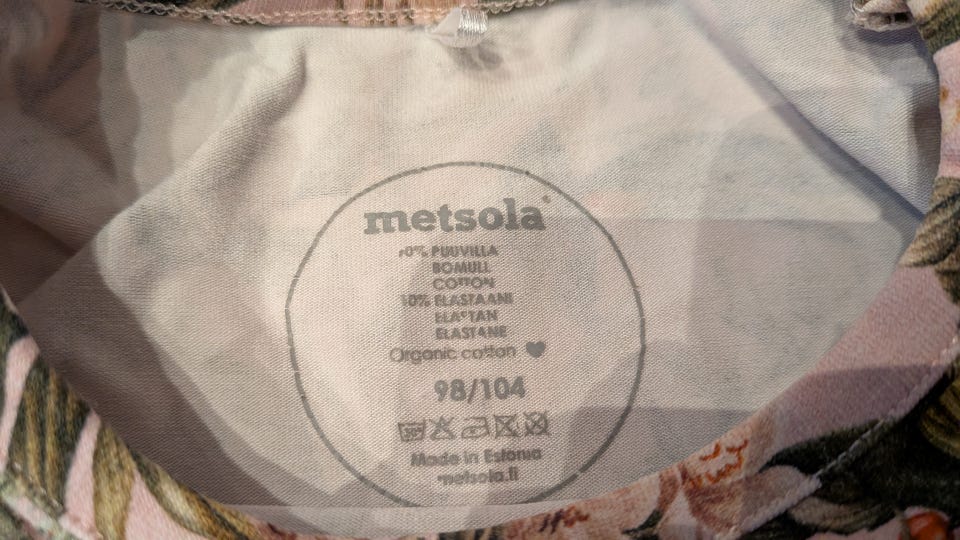 metsola
PUUVILLA
BOMULL
COTTON
10% ELASTAANI
ELASTAN
ELASTANE
Organic cotton
98/104
Made in Estonia
metsola.fi